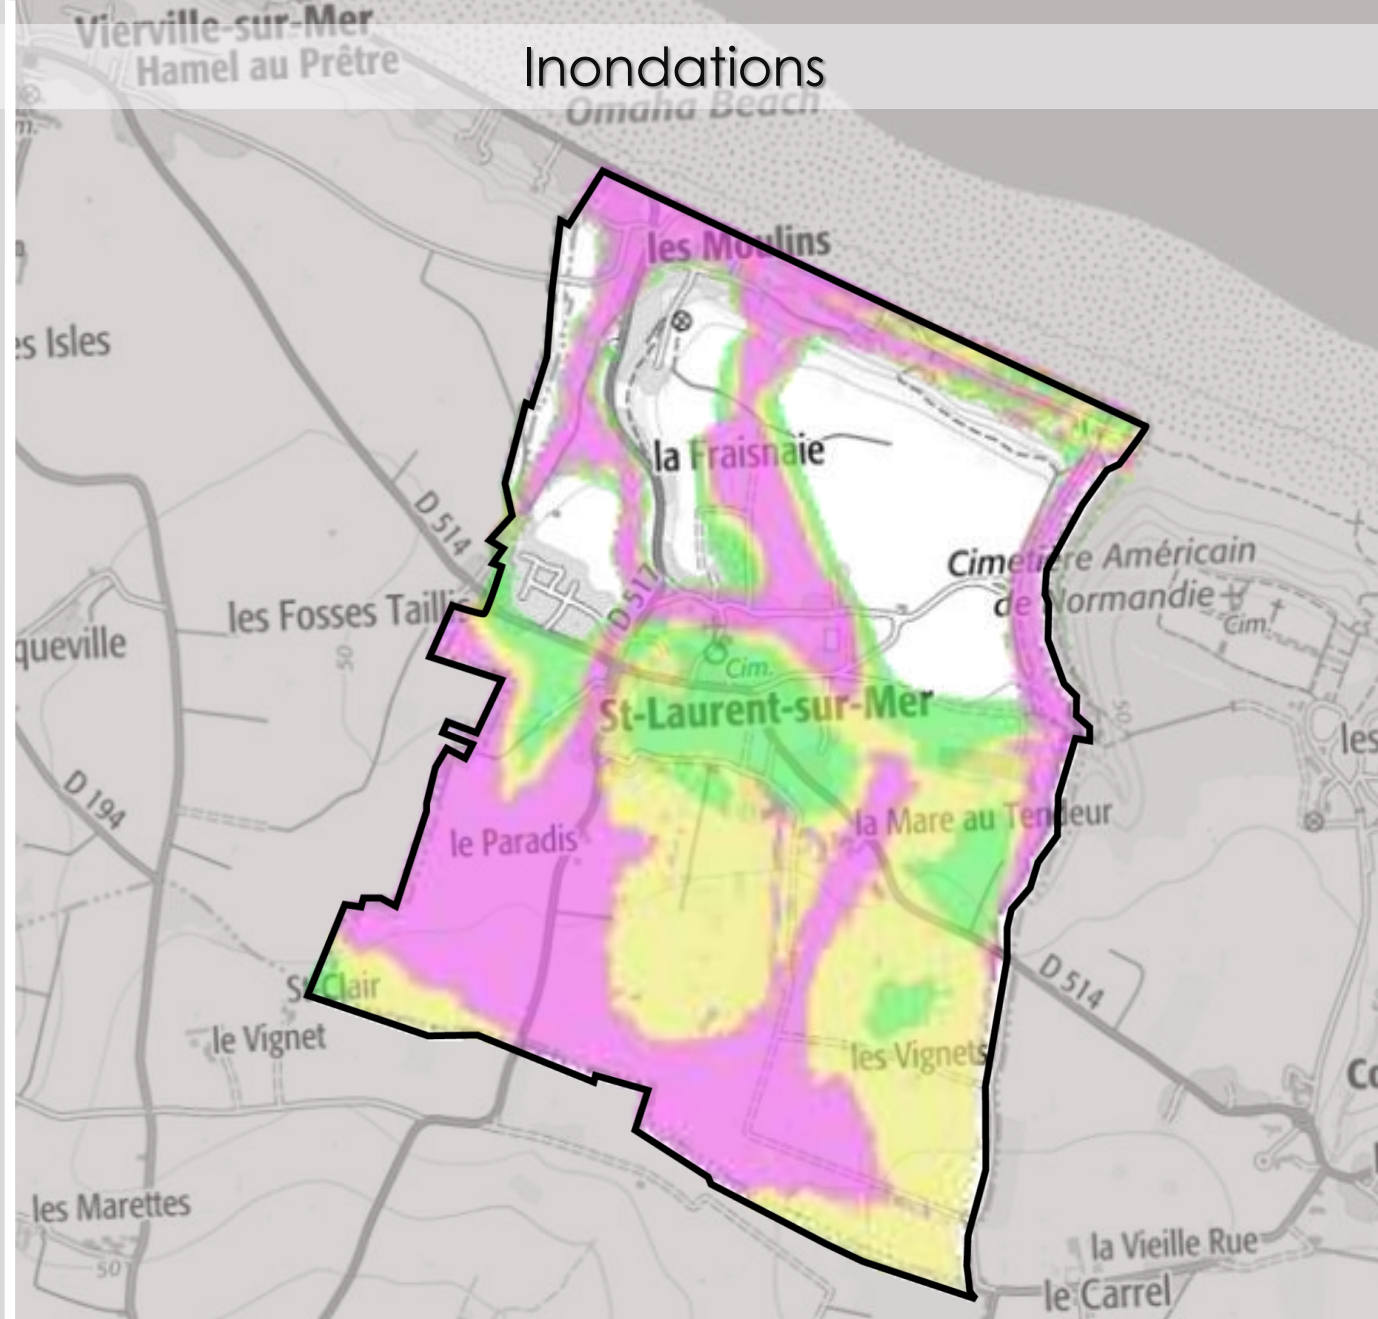 Vierville-sur-Mer
Hamel au Prêtre
Inondations
Omaha Beach
m.
les Moulins
es Isles
la Fraisnaie
D 514
Cimetière Américain
de Normandie
Cim.
les Fosses Taillis
D 517
queville
50
Cim.
St-Laurent-sur-Mer
50
les
D 194
la Mare au Tendeur
le Paradis
St Clair
D 514
le Vignet
les Vignets
Co
les Marettes
la Vieille Rue
50
le Carrel